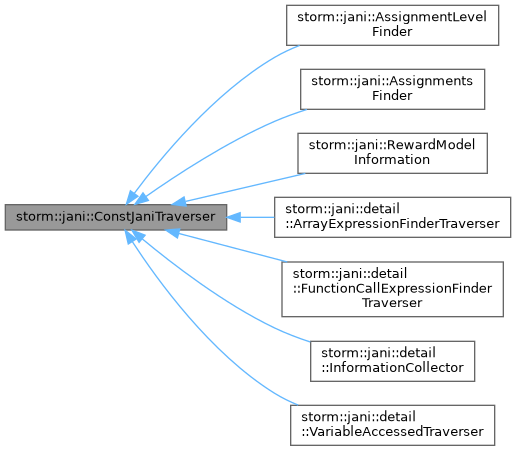 storm::jani::AssignmentLevel
Finder
storm::jani::Assignments
Finder
storm::jani::RewardModel
Information
storm::jani::ConstJaniTraverser
storm::jani::detail
::ArrayExpressionFinderTraverser
storm::jani::detail
::FunctionCallExpressionFinder
Traverser
storm::jani::detail
::InformationCollector
storm::jani::detail
::VariableAccessedTraverser